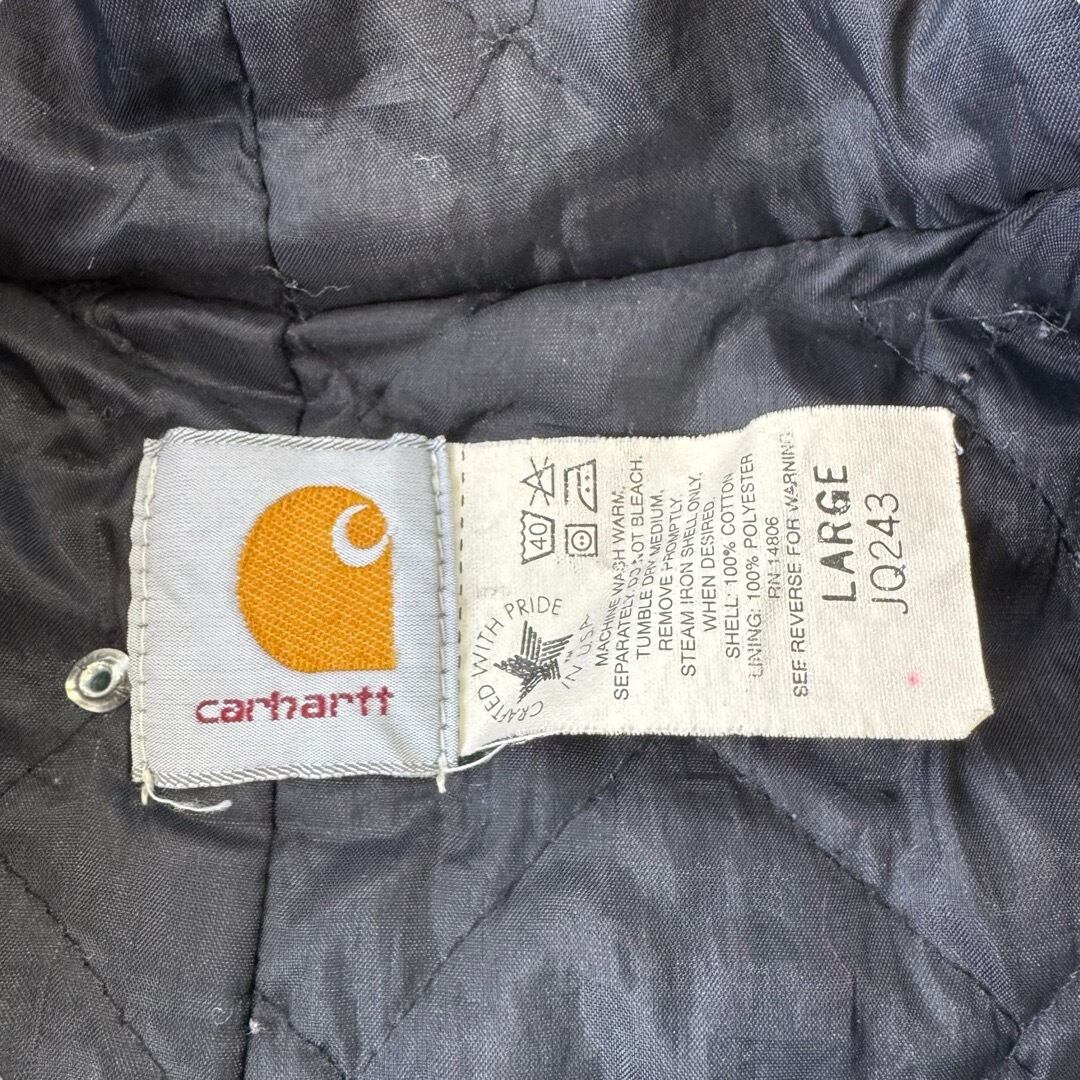 carhartt
CRAFTED WITH PRIDE
IN USA
40
MACHINE WASH WARM,
SEPARATELY. DO NOT BLEACH.
TUMBLE DRY MEDIUM,
REMOVE PROMPTLY.
STEAM IRON SHELL ONLY,
WHEN DESIRED.
SHELL: 100% COTTON
LINING: 100% POLYESTER
RN 14806
SEE REVERSE FOR WARNING
LARGE
JQ243